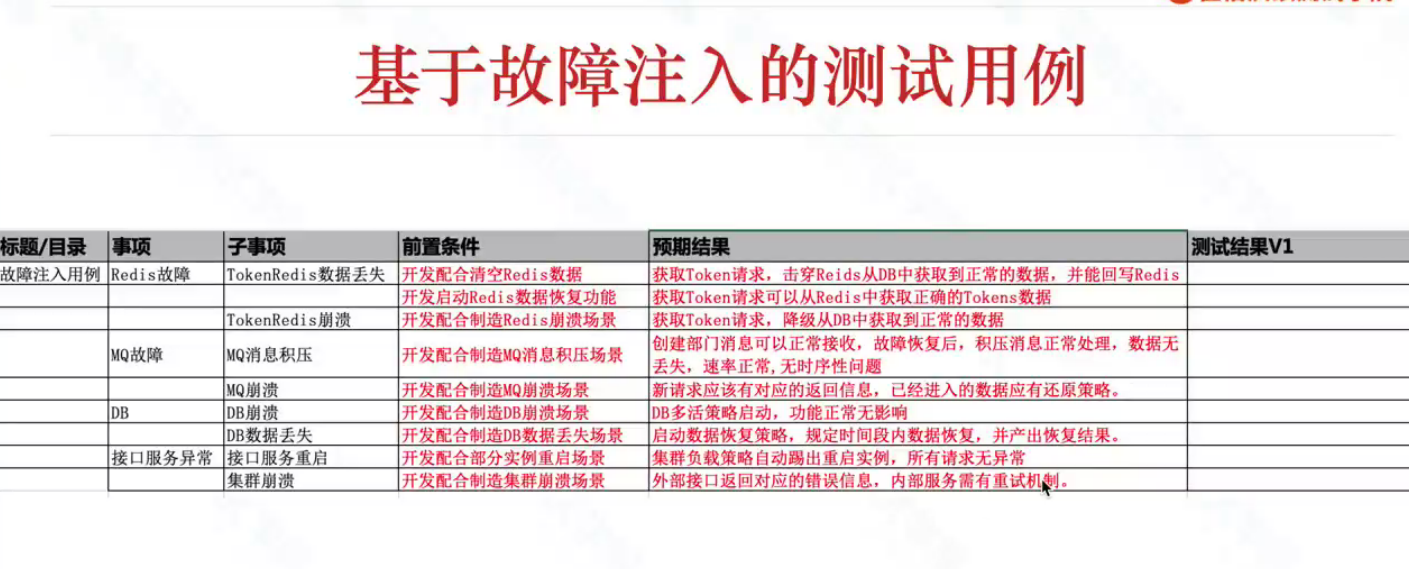 基于故障注入的测试用例
标题/目录 事项 子事项 前置条件 预期结果 测试结果V1
故障注入用例 Redis故障 TokenRedis数据丢失 开发配合清空Redis数据 获取Token请求，击穿Reids从DB中获取到正常的数据，并能回写Redis
开发启动Redis数据恢复功能 获取Token请求可以从Redis中获取正确的Tokens数据
TokenRedis崩溃 开发配合制造Redis崩溃场景 获取Token请求，降级从DB中获取到正常的数据
MQ故障 MQ消息积压 开发配合制造MQ消息积压场景 创建部门消息可以正常接收，故障恢复后，积压消息正常处理，数据无
丢失，速率正常,无时序性问题
MQ崩溃 开发配合制造MQ崩溃场景 新请求应该有对应的返回信息，已经进入的数据应有还原策略。
DB DB崩溃 开发配合制造DB崩溃场景 DB多活策略启动，功能正常无影响
DB数据丢失 开发配合制造DB数据丢失场景 启动数据恢复策略，规定时间段内数据恢复，并产出恢复结果。
接口服务异常 接口服务重启 开发配合部分实例重启场景 集群负载策略自动踢出重启实例，所有请求无异常
集群崩溃 开发配合制造集群崩溃场景 外部接口返回对应的错误信息，内部服务需有重试机制。